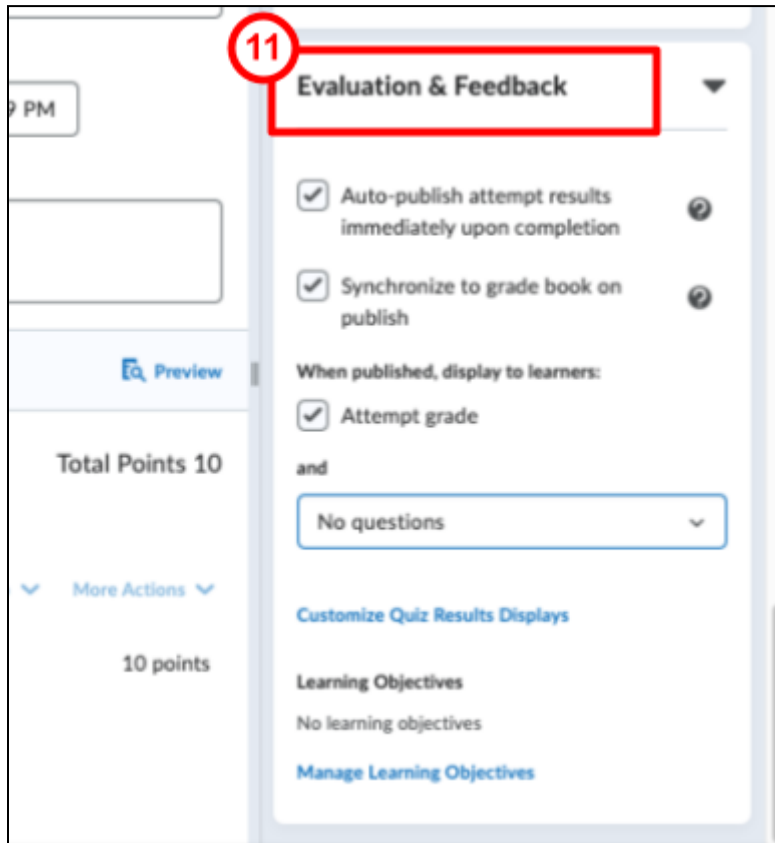 11
Evaluation & Feedback
9 PM
Auto-publish attempt results
immediately upon completion
Synchronize to grade book on
publish
Preview
When published, display to learners:
Attempt grade
Total Points 10
and
No questions
More Actions
Customize Quiz Results Displays
10 points
Learning Objectives
No learning objectives
Manage Learning Objectives